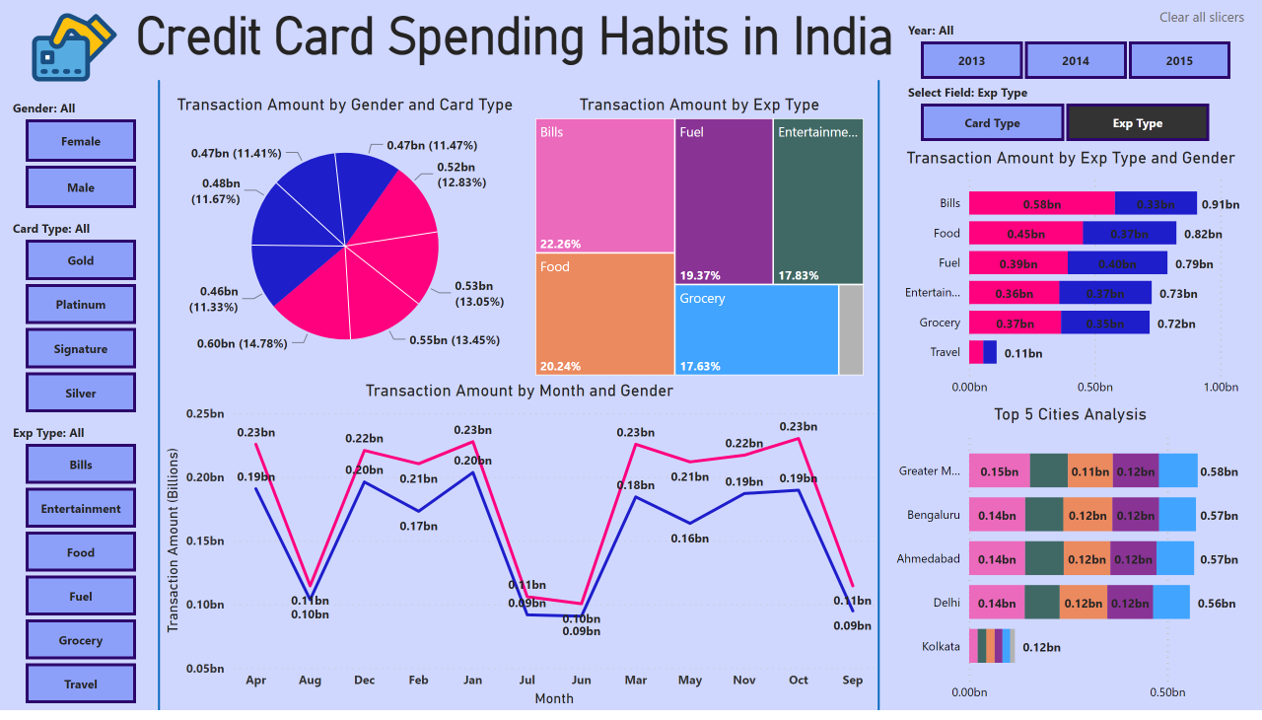 Credit Card Spending Habits in India
Clear all slicers
Year: All
2013
2014
2015
Select Field: Exp Type
Card Type
Exp Type
Gender: All
Female
Male
Card Type: All
Gold
Platinum
Signature
Silver
Exp Type: All
Bills
Entertainment
Food
Fuel
Grocery
Travel
Transaction Amount by Gender and Card Type
0.47bn (11.41%)
0.47bn (11.47%)
0.52bn
(12.83%)
0.48bn
(11.67%)
0.46bn
(11.33%)
0.53bn
(13.05%)
0.60bn (14.78%)
0.55bn (13.45%)
Transaction Amount by Exp Type
Bills
22.26%
Fuel
19.37%
Entertainme...
17.83%
Food
20.24%
Grocery
17.63%
Transaction Amount by Month and Gender
Transaction Amount (Billions)
0.25bn
0.20bn
0.15bn
0.10bn
0.05bn
0.23bn
0.11bn
0.22bn
0.21bn
0.23bn
0.11bn
0.10bn
0.23bn
0.21bn
0.22bn
0.23bn
0.11bn
0.19bn
0.10bn
0.20bn
0.17bn
0.20bn
0.09bn
0.09bn
0.18bn
0.16bn
0.19bn
0.19bn
0.09bn
Apr
Aug
Dec
Feb
Jan
Jul
Jun
Mar
May
Nov
Oct
Sep
Month
Transaction Amount by Exp Type and Gender
Bills
0.58bn
0.33bn
0.91bn
Food
0.45bn
0.37bn
0.82bn
Fuel
0.39bn
0.40bn
0.79bn
Entertain...
0.36bn
0.37bn
0.73bn
Grocery
0.37bn
0.35bn
0.72bn
Travel
0.11bn
0.00bn
0.50bn
1.00bn
Top 5 Cities Analysis
Greater M...
0.15bn
0.11bn
0.12bn
0.58bn
Bengaluru
0.14bn
0.12bn
0.12bn
0.57bn
Ahmedabad
0.14bn
0.12bn
0.12bn
0.57bn
Delhi
0.14bn
0.12bn
0.12bn
0.56bn
Kolkata
0.12bn
0.00bn
0.50bn